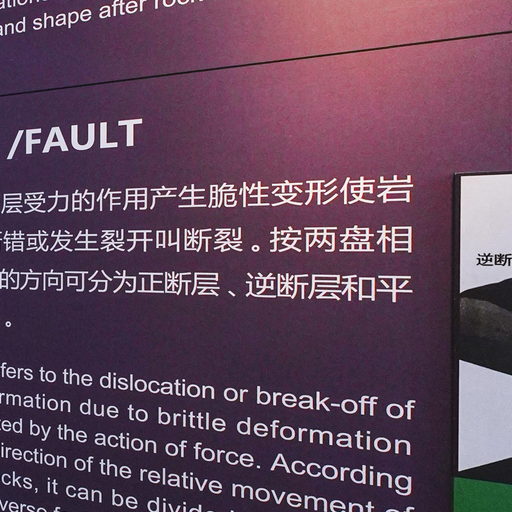 and shape after
/FAULT
层受力的作用产生脆性变形使岩
错或发生裂开叫断裂。按两盘相
的方向可分为正断层、逆断层和平
。
逆断
fers to the dislocation or break-off of
rmation due to brittle deformation
ted by the action of force. According
irection of the relative movement of
cks, it can be divided